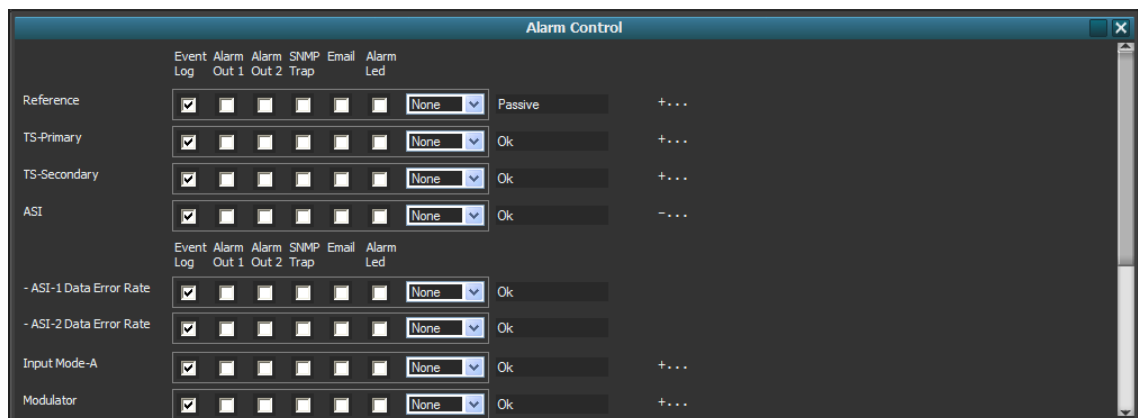 Alarm Control
Event Alarm Alarm SNMP Email Alarm
Log Out 1 Out 2 Trap Led
Reference None Passive +...
TS-Primary None Ok +...
TS-Secondary None Ok +...
ASI None Ok -...
Event Alarm Alarm SNMP Email Alarm
Log Out 1 Out 2 Trap Led
- ASI-1 Data Error Rate None Ok
- ASI-2 Data Error Rate None Ok
Input Mode-A None Ok +...
Modulator None Ok +...